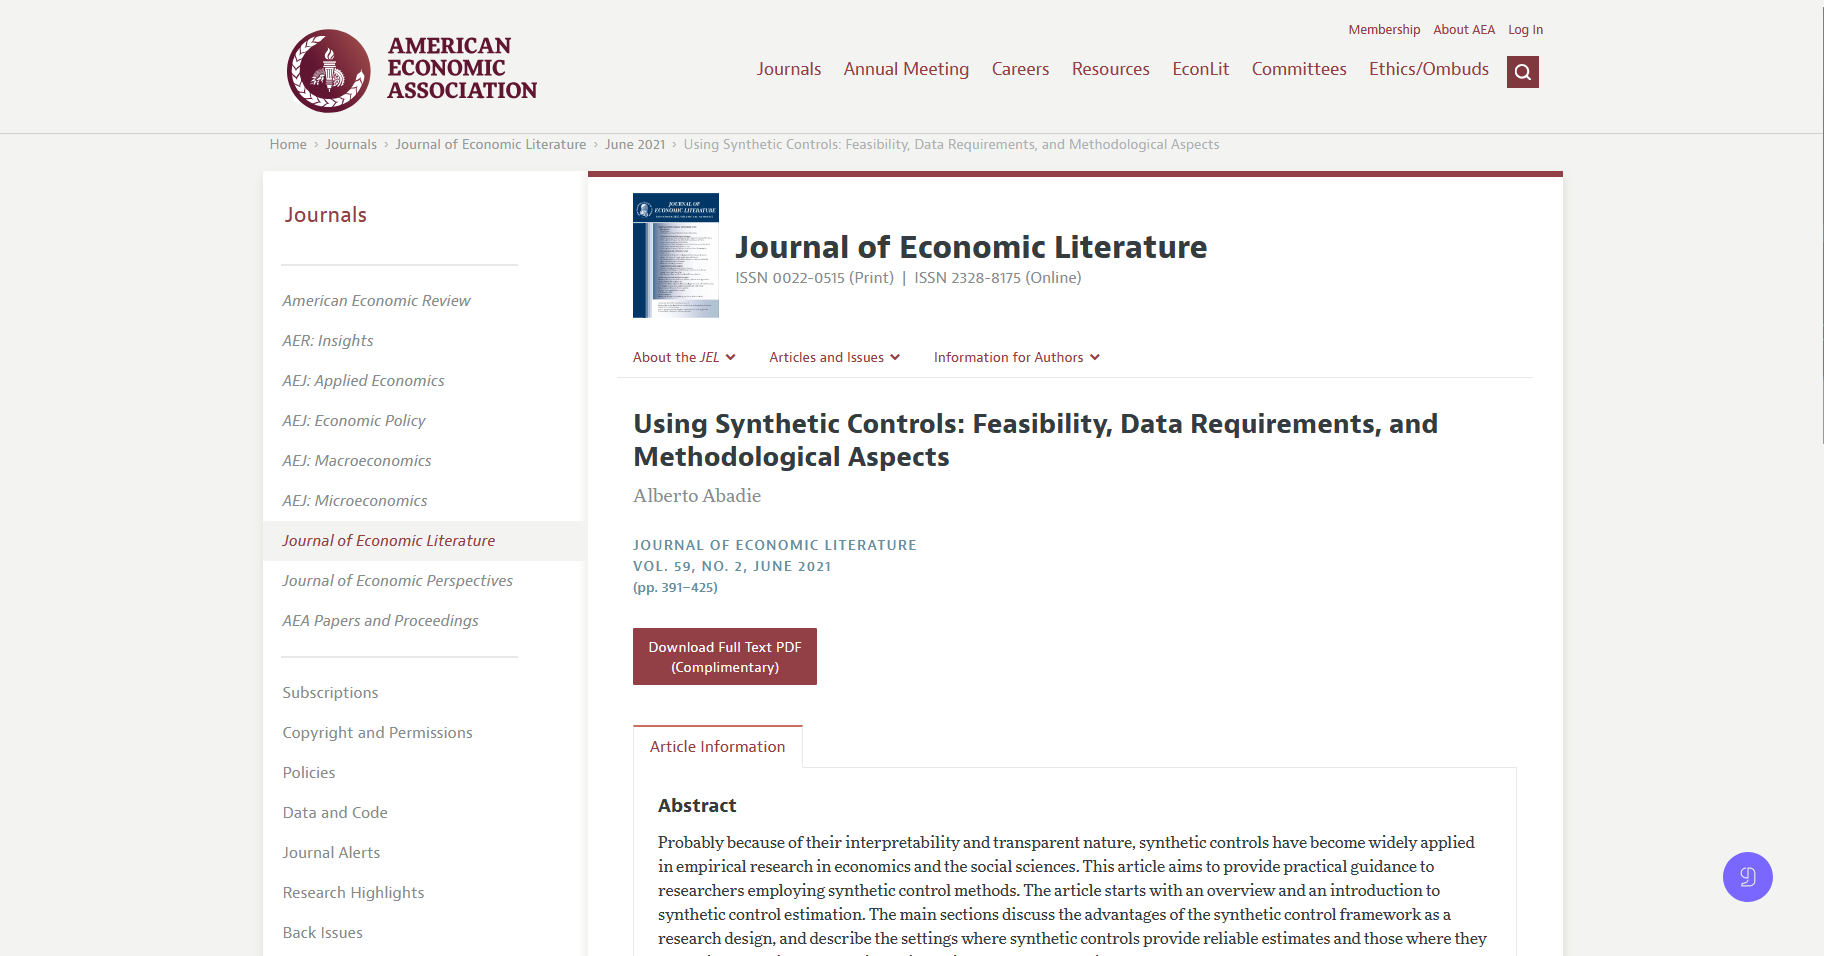 AMERICAN
ECONOMIC
ASSOCIATION
Membership About AEA Log In
Journals Annual Meeting Careers Resources EconLit Committees Ethics/Ombuds
Home › Journals › Journal of Economic Literature › June 2021 › Using Synthetic Controls: Feasibility, Data Requirements, and Methodological Aspects
Journals
American Economic Review
AER: Insights
AEJ: Applied Economics
AEJ: Economic Policy
AEJ: Macroeconomics
AEJ: Microeconomics
Journal of Economic Literature
Journal of Economic Perspectives
AEA Papers and Proceedings
Subscriptions
Copyright and Permissions
Policies
Data and Code
Journal Alerts
Research Highlights
Back Issues
JOURNAL OF
ECONOMIC LITERATURE
Journal of Economic Literature
ISSN 0022-0515 (Print) | ISSN 2328-8175 (Online)
About the JEL
Articles and Issues
Information for Authors
Using Synthetic Controls: Feasibility, Data Requirements, and
Methodological Aspects
Alberto Abadie
JOURNAL OF ECONOMIC LITERATURE
VOL. 59, NO. 2, JUNE 2021
(pp. 391–425)
Download Full Text PDF
(Complimentary)
Article Information
Abstract
Probably because of their interpretability and transparent nature, synthetic controls have become widely applied
in empirical research in economics and the social sciences. This article aims to provide practical guidance to
researchers employing synthetic control methods. The article starts with an overview and an introduction to
synthetic control estimation. The main sections discuss the advantages of the synthetic control framework as a
research design, and describe the settings where synthetic controls provide reliable estimates and those where they